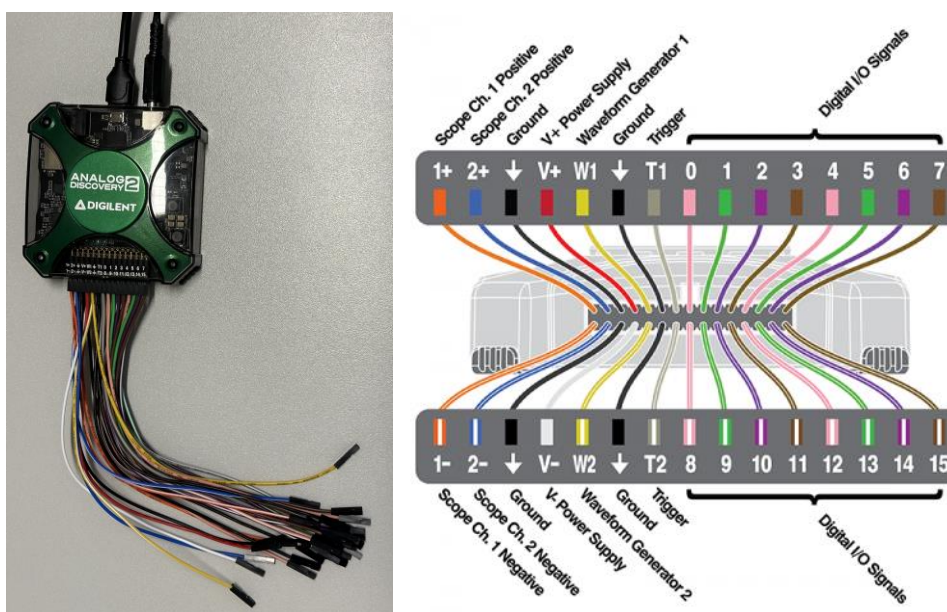 ANALOG
DISCOVERY 2
DIGILENT
Scope Ch. 1 Positive
Scope Ch. 2 Positive
Ground
V+ Power Supply
Waveform Generator 1
Ground
Trigger
Digital I/O Signals
1+ 2+ ↓ V+ W1 ↓ T1 0 1 2 3 4 5 6 7
1- 2- ↓ V- W2 ↓ T2 8 9 10 11 12 13 14 15
Scope Ch. 1 Negative
Scope Ch. 2 Negative
Ground
V- Power Supply
Waveform Generator 2
Ground
Trigger
Digital I/O Signals